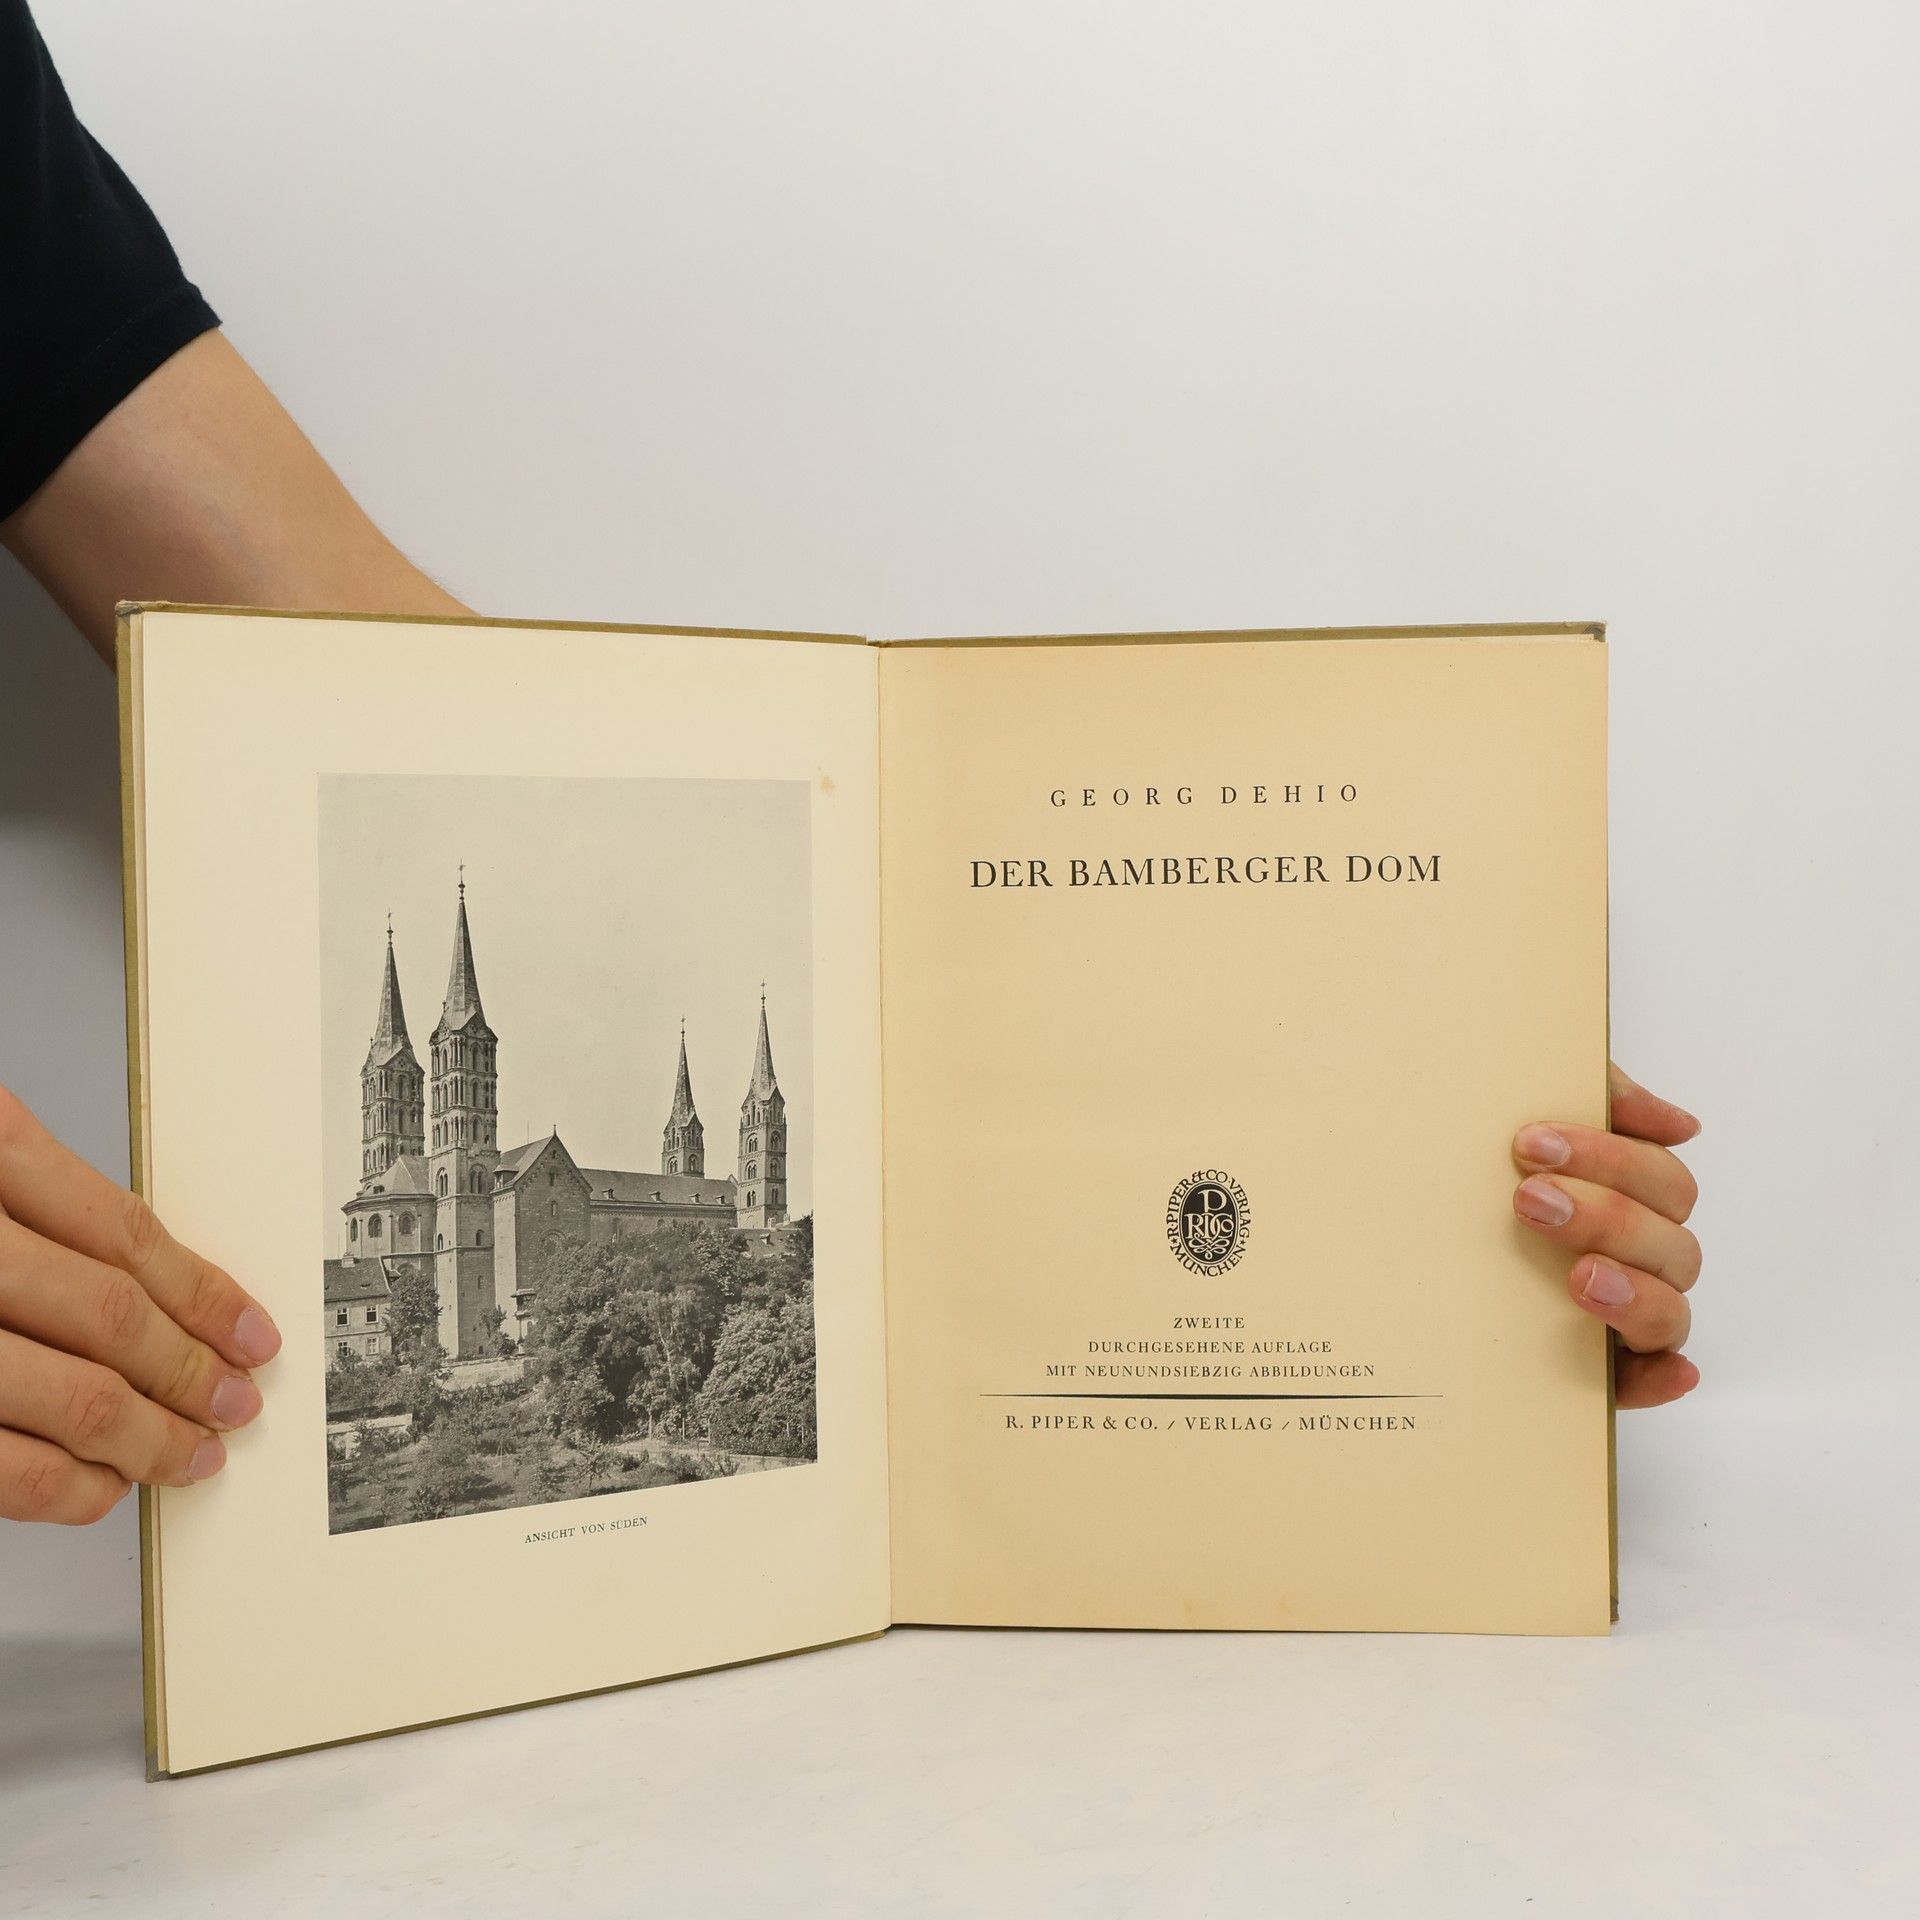 ANSICHT VON SÜDEN
GEORG DEHIO
DER BAMBERGER DOM
R. PIPER & CO. VERLAG
P
R P Co
MÜNCHEN
ZWEITE
DURCHGESEHENE AUFLAGE
MIT NEUNUNDSIEBZIG ABBILDUNGEN
R. PIPER & CO. / VERLAG / MÜNCHEN